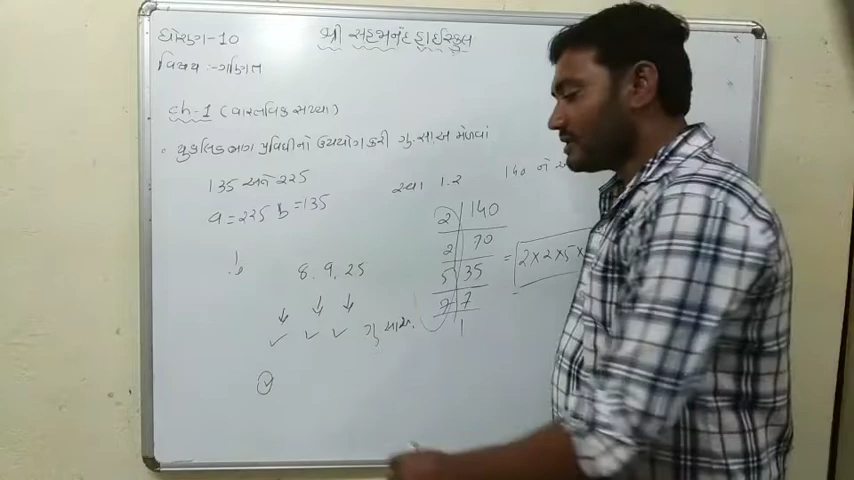 ધોરણ-10
શ્રી સહજાનંદ હાઈસ્કૂલ
વિષય :- ગણિત
ch-1 (વાસ્તવિક સંખ્યા)
યુકલિડ ભાગ પ્રવિધીનો ઉપયોગ કરી ગુ.સા.અ મેળવાં
135 અને 225
a = 225 b = 135
સ્વા 1.2
140 ને
2 140
2 70
5 35
7 7
1
= 2×2×5×
8, 9, 25
ગુ.સા.અ.